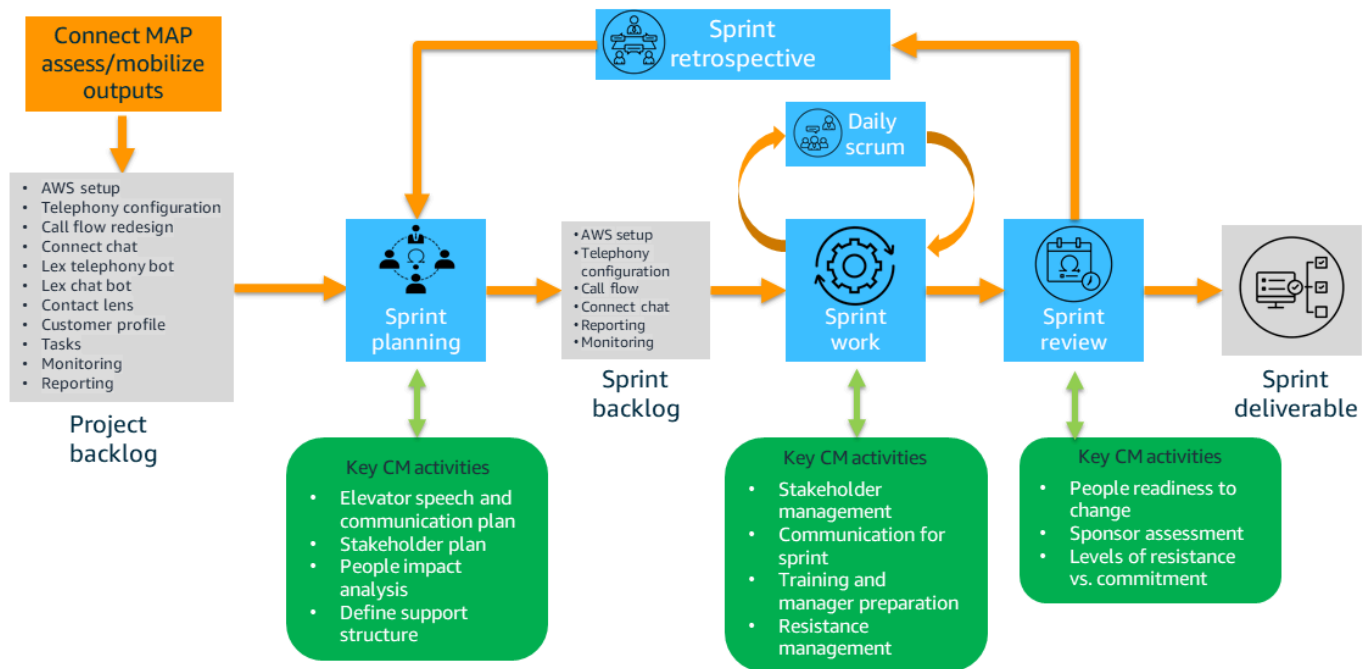 Connect MAP
assess/mobilize
outputs
Sprint
retrospective
Daily
scrum
• AWS setup
• Telephony configuration
• Call flow redesign
• Connect chat
• Lex telephony bot
• Lex chat bot
• Contact lens
• Customer profile
• Tasks
• Monitoring
• Reporting
Project
backlog
Sprint
planning
• AWS setup
• Telephony
configuration
• Call flow
• Connect chat
• Reporting
• Monitoring
Sprint
backlog
Sprint
work
Sprint
review
Sprint
deliverable
Key CM activities
• Elevator speech and
communication plan
• Stakeholder plan
• People impact
analysis
• Define support
structure
Key CM activities
• Stakeholder
management
• Communication for
sprint
• Training and
manager preparation
• Resistance
management
Key CM activities
• People readiness to
change
• Sponsor assessment
• Levels of resistance
vs. commitment